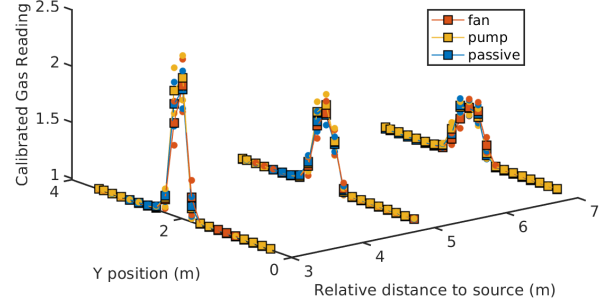 2.5
2
1.5
1
Calibrated Gas Reading
fan
pump
passive
4
2
0
Y position (m)
3
4
5
6
7
Relative distance to source (m)